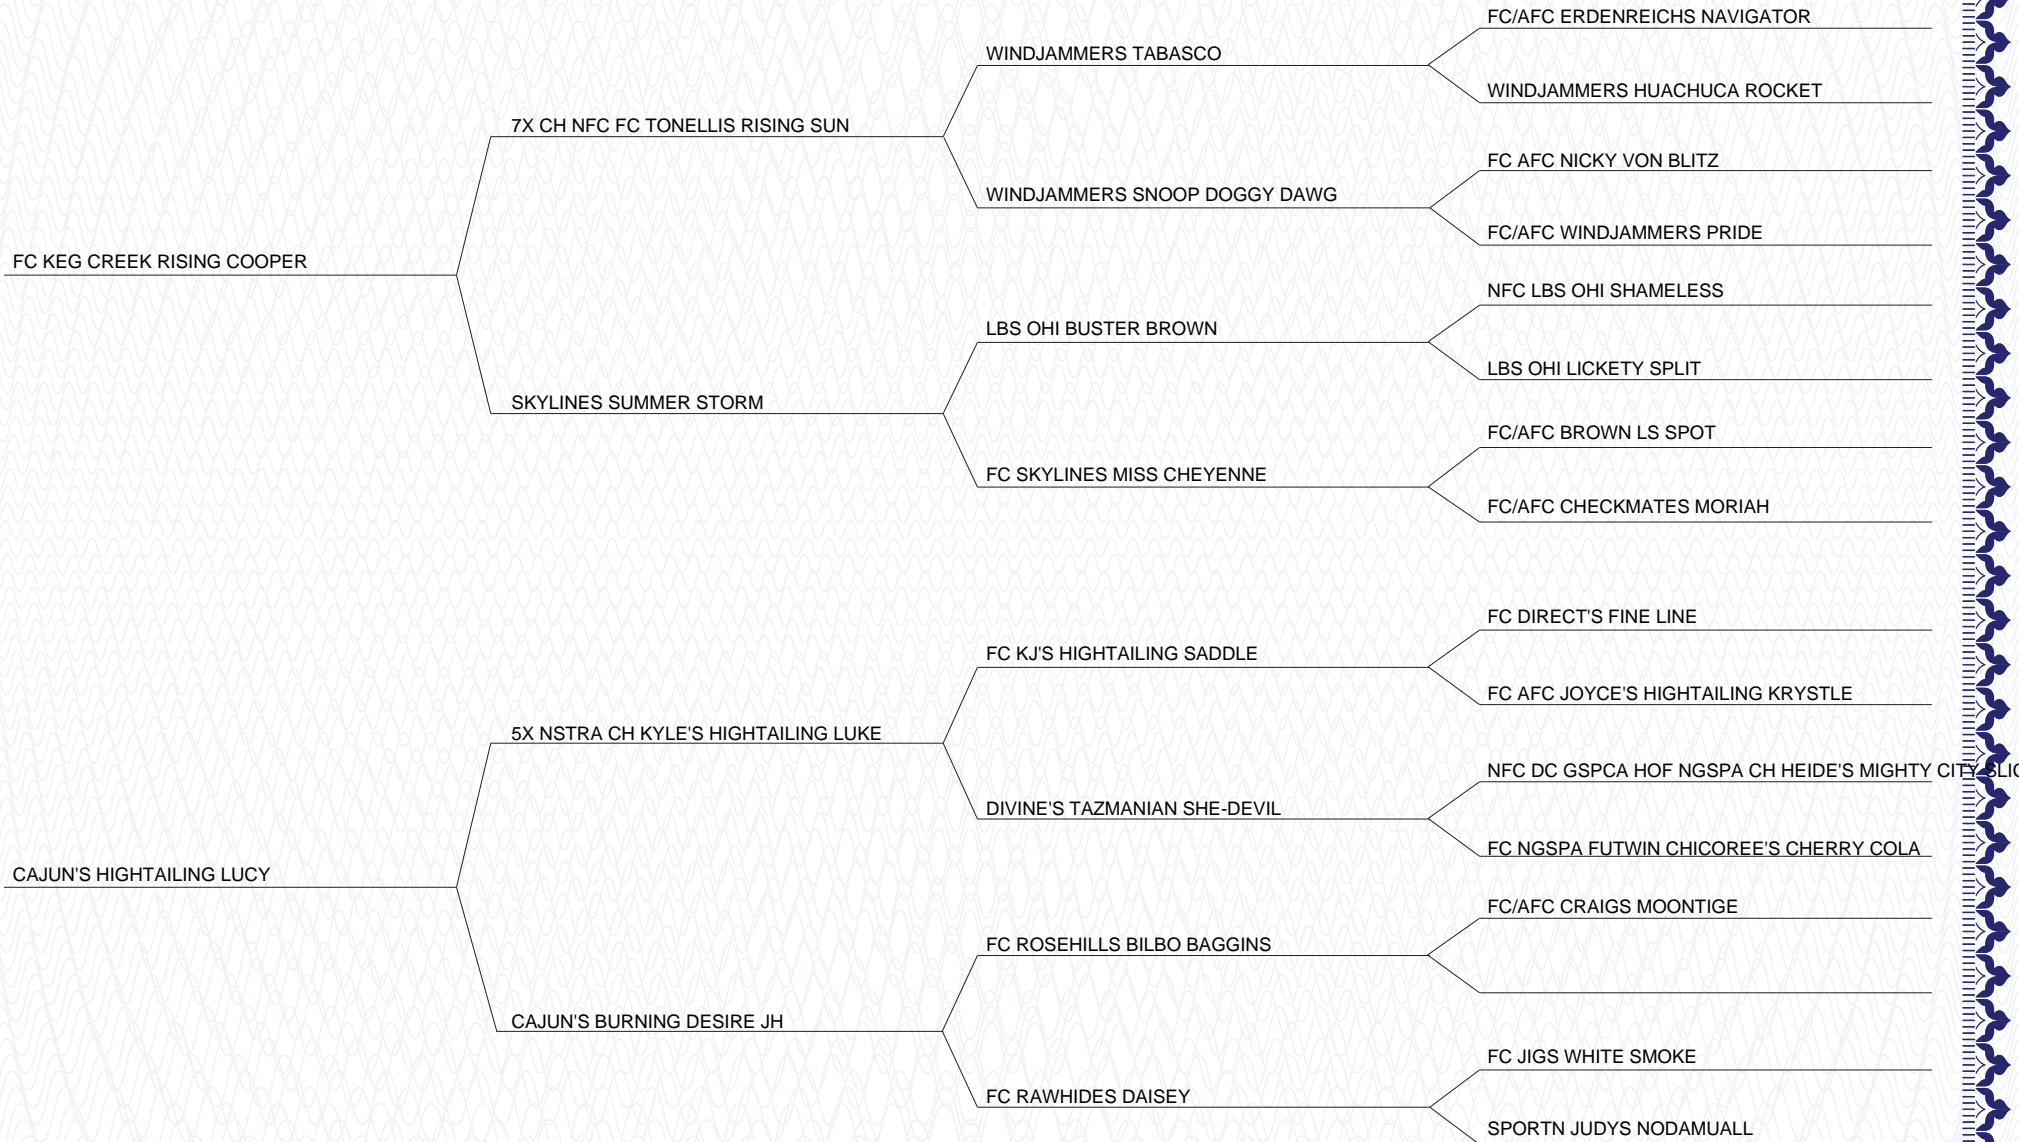 FC/AFC ERDENREICHS NAVIGATOR
WINDJAMMERS TABASCO
WINDJAMMERS HUACHUCA ROCKET
7X CH NFC FC TONELLIS RISING SUN
FC AFC NICKY VON BLITZ
WINDJAMMERS SNOOP DOGGY DAWG
FC/AFC WINDJAMMERS PRIDE
FC KEG CREEK RISING COOPER
NFC LBS OHI SHAMELESS
LBS OHI BUSTER BROWN
LBS OHI LICKETY SPLIT
SKYLINES SUMMER STORM
FC/AFC BROWN LS SPOT
FC SKYLINES MISS CHEYENNE
FC/AFC CHECKMATES MORIAH
FC DIRECT'S FINE LINE
FC KJ'S HIGHTAILING SADDLE
FC AFC JOYCE'S HIGHTAILING KRYSTLE
5X NSTRA CH KYLE'S HIGHTAILING LUKE
NFC DC GSPCA HOF NGSPA CH HEIDE'S MIGHTY CITY
DIVINE'S TAZMANIAN SHE-DEVIL
FC NGSPA FUTWIN CHICOREE'S CHERRY COLA
CAJUN'S HIGHTAILING LUCY
FC/AFC CRAIGS MOONTIGE
FC ROSEHILLS BILBO BAGGINS
CAJUN'S BURNING DESIRE JH
FC JIGS WHITE SMOKE
FC RAWHIDES DAISEY
SPORTN JUDYS NODAMUALL